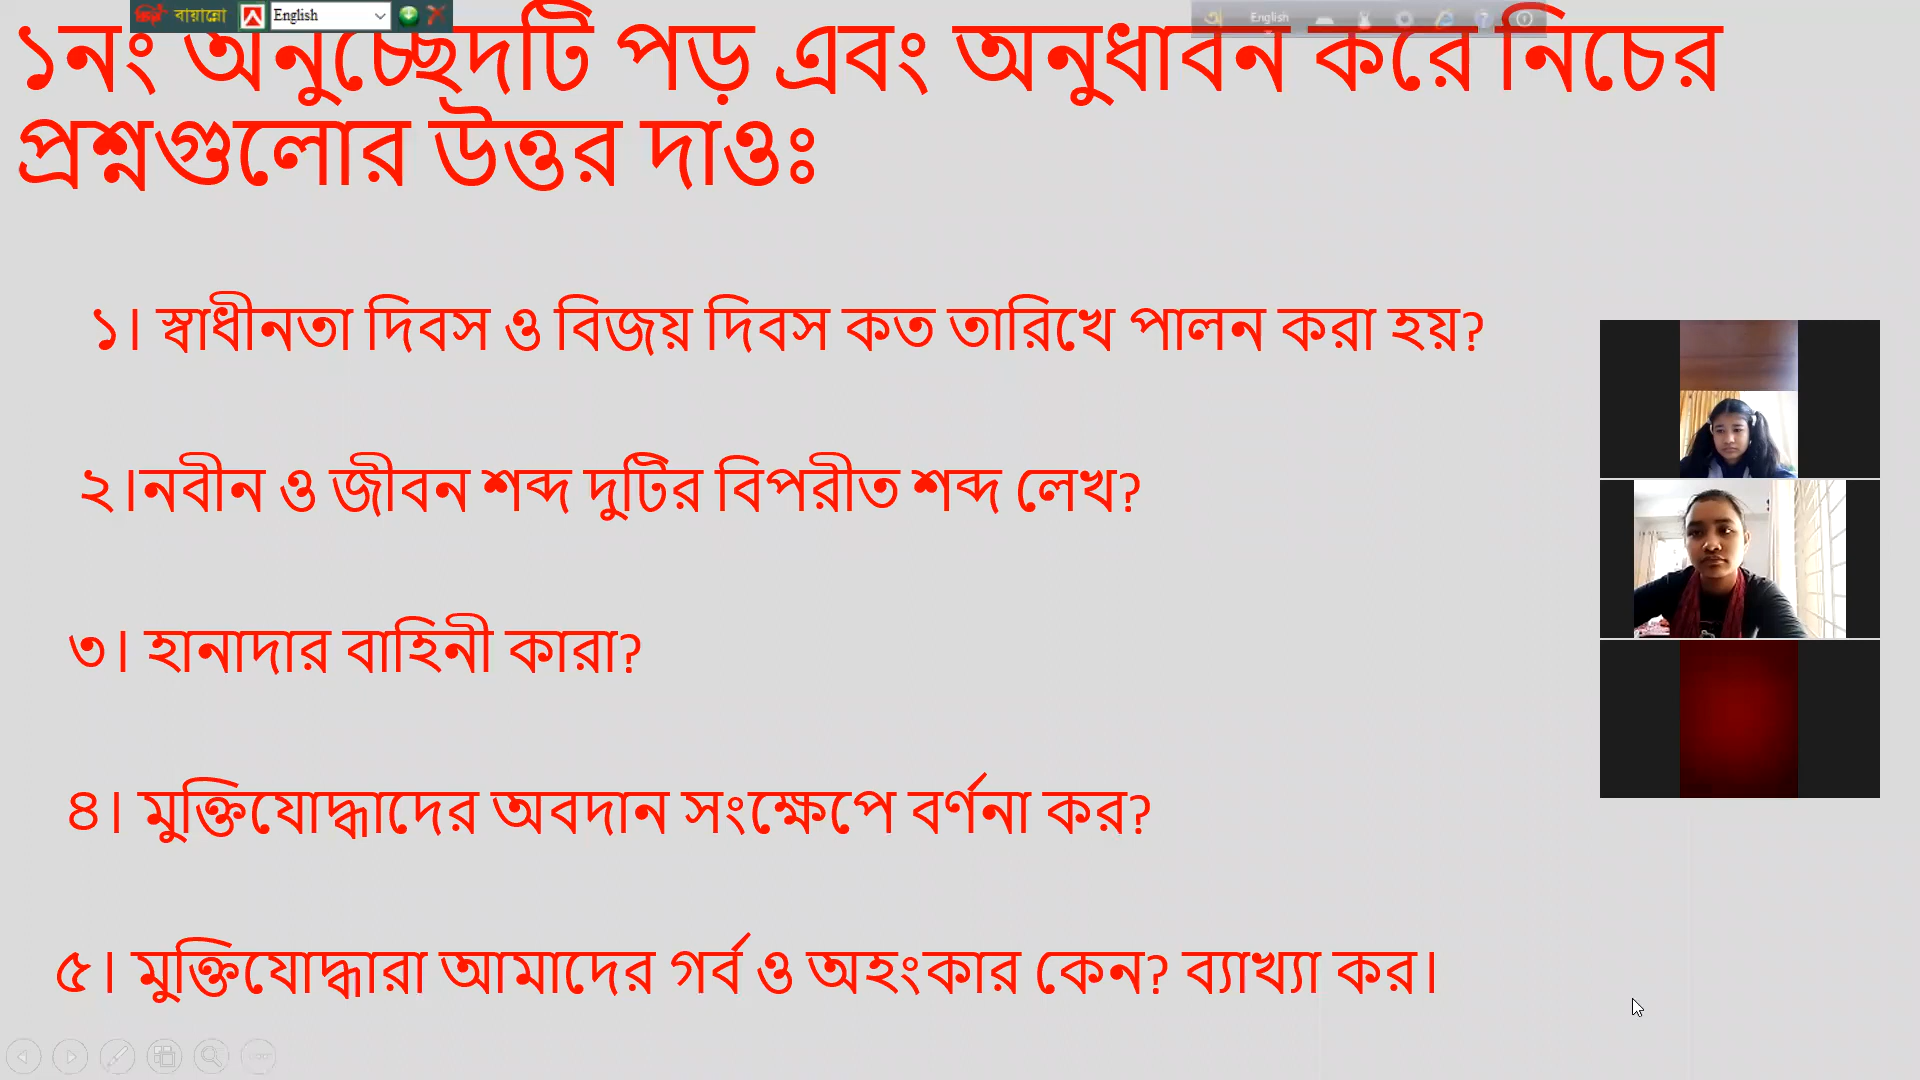 বায়ান্নো English
English
১নং অনুচ্ছেদটি পড় এবং অনুধাবন করে নিচের
প্রশ্নগুলোর উত্তর দাওঃ
১। স্বাধীনতা দিবস ও বিজয় দিবস কত তারিখে পালন করা হয়?
২।নবীন ও জীবন শব্দ দুটির বিপরীত শব্দ লেখ?
৩। হানাদার বাহিনী কারা?
৪। মুক্তিযোদ্ধাদের অবদান সংক্ষেপে বর্ণনা কর?
৫। মুক্তিযোদ্ধারা আমাদের গর্ব ও অহংকার কেন? ব্যাখ্যা কর।